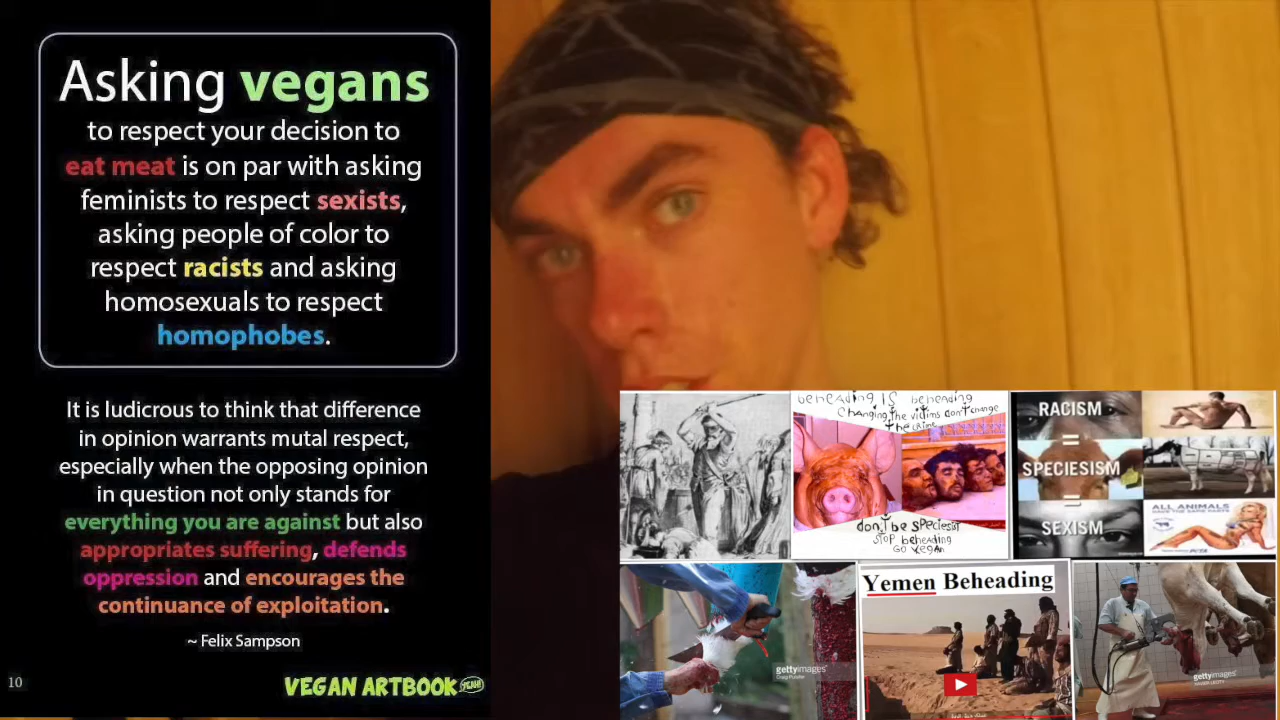 Asking vegans
to respect your decision to
eat meat is on par with asking
feminists to respect sexists,
asking people of color to
respect racists and asking
homosexuals to respect
homophobes.
It is ludicrous to think that difference
in opinion warrants mutal respect,
especially when the opposing opinion
in question not only stands for
everything you are against but also
appropriates suffering, defends
oppression and encourages the
continuance of exploitation.
~ Felix Sampson
10
VEGAN ARTBOOK
beheading IS beheading
Changing the victims don't change
the crime
don't be SPeciesist
STOP beheading
GO Vegan
RACISM
=
SPECIESISM
=
SEXISM
ALL ANIMALS
HAVE THE SAME PARTS
gettyimages
Yemen Beheading
gettyimages